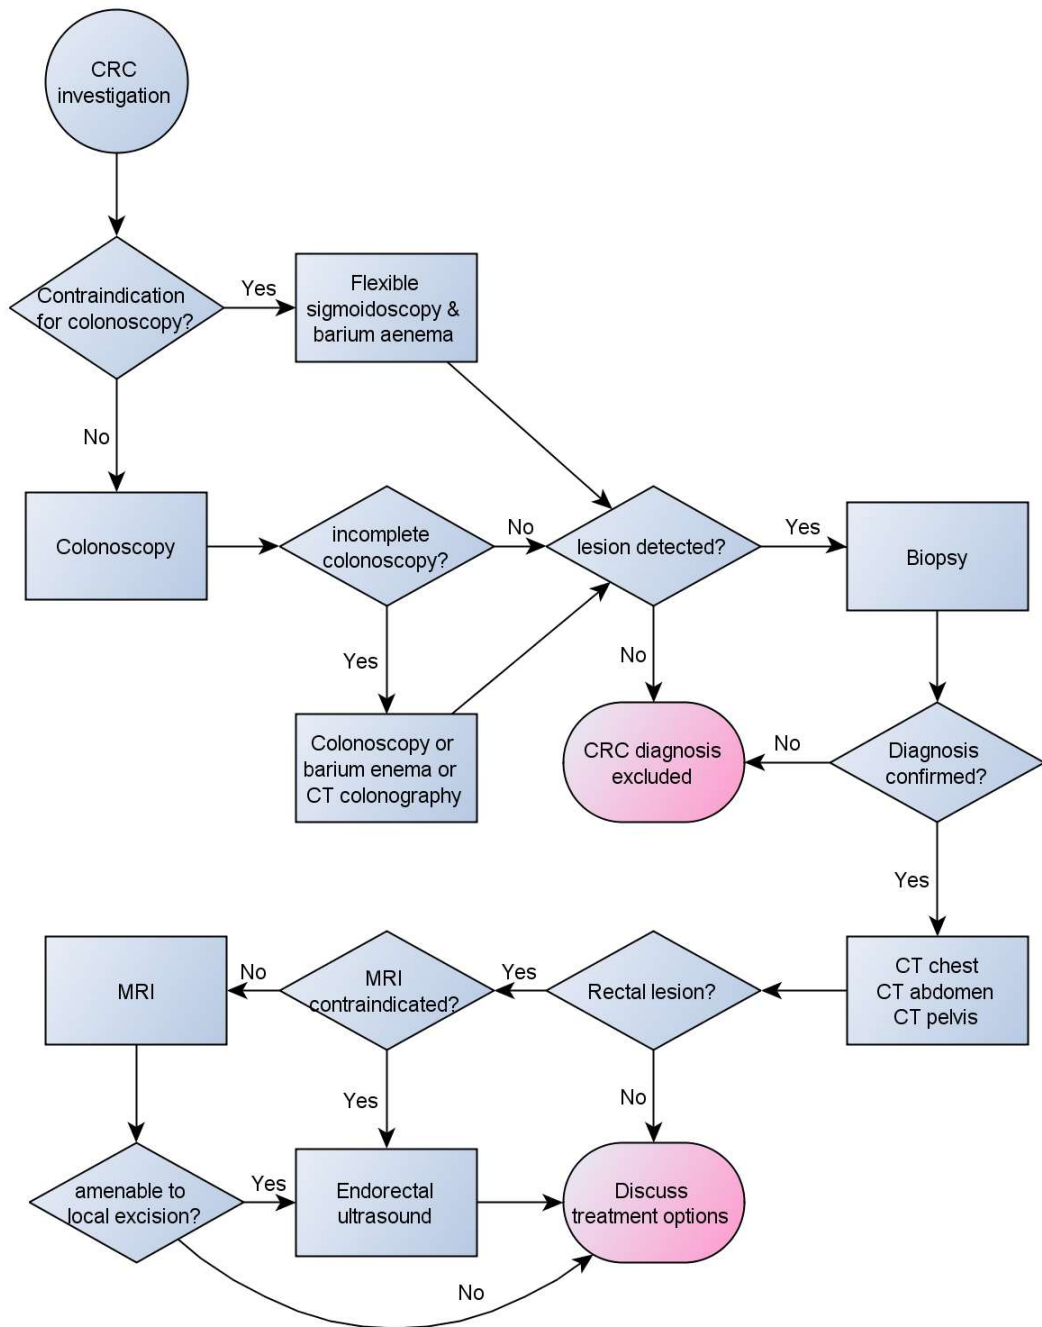 CRC
investigation
Contraindication
for colonoscopy?
Yes
Flexible
sigmoidoscopy &
barium aenema
No
Colonoscopy
incomplete
colonoscopy?
No
lesion detected?
Yes
Biopsy
Yes
No
Colonoscopy or
barium enema or
CT colonography
CRC diagnosis
excluded
No
Diagnosis
confirmed?
Yes
MRI
No
MRI
contraindicated?
Yes
Rectal lesion?
CT chest
CT abdomen
CT pelvis
Yes
No
amenable to
local excision?
Yes
Endorectal
ultrasound
Discuss
treatment options
No